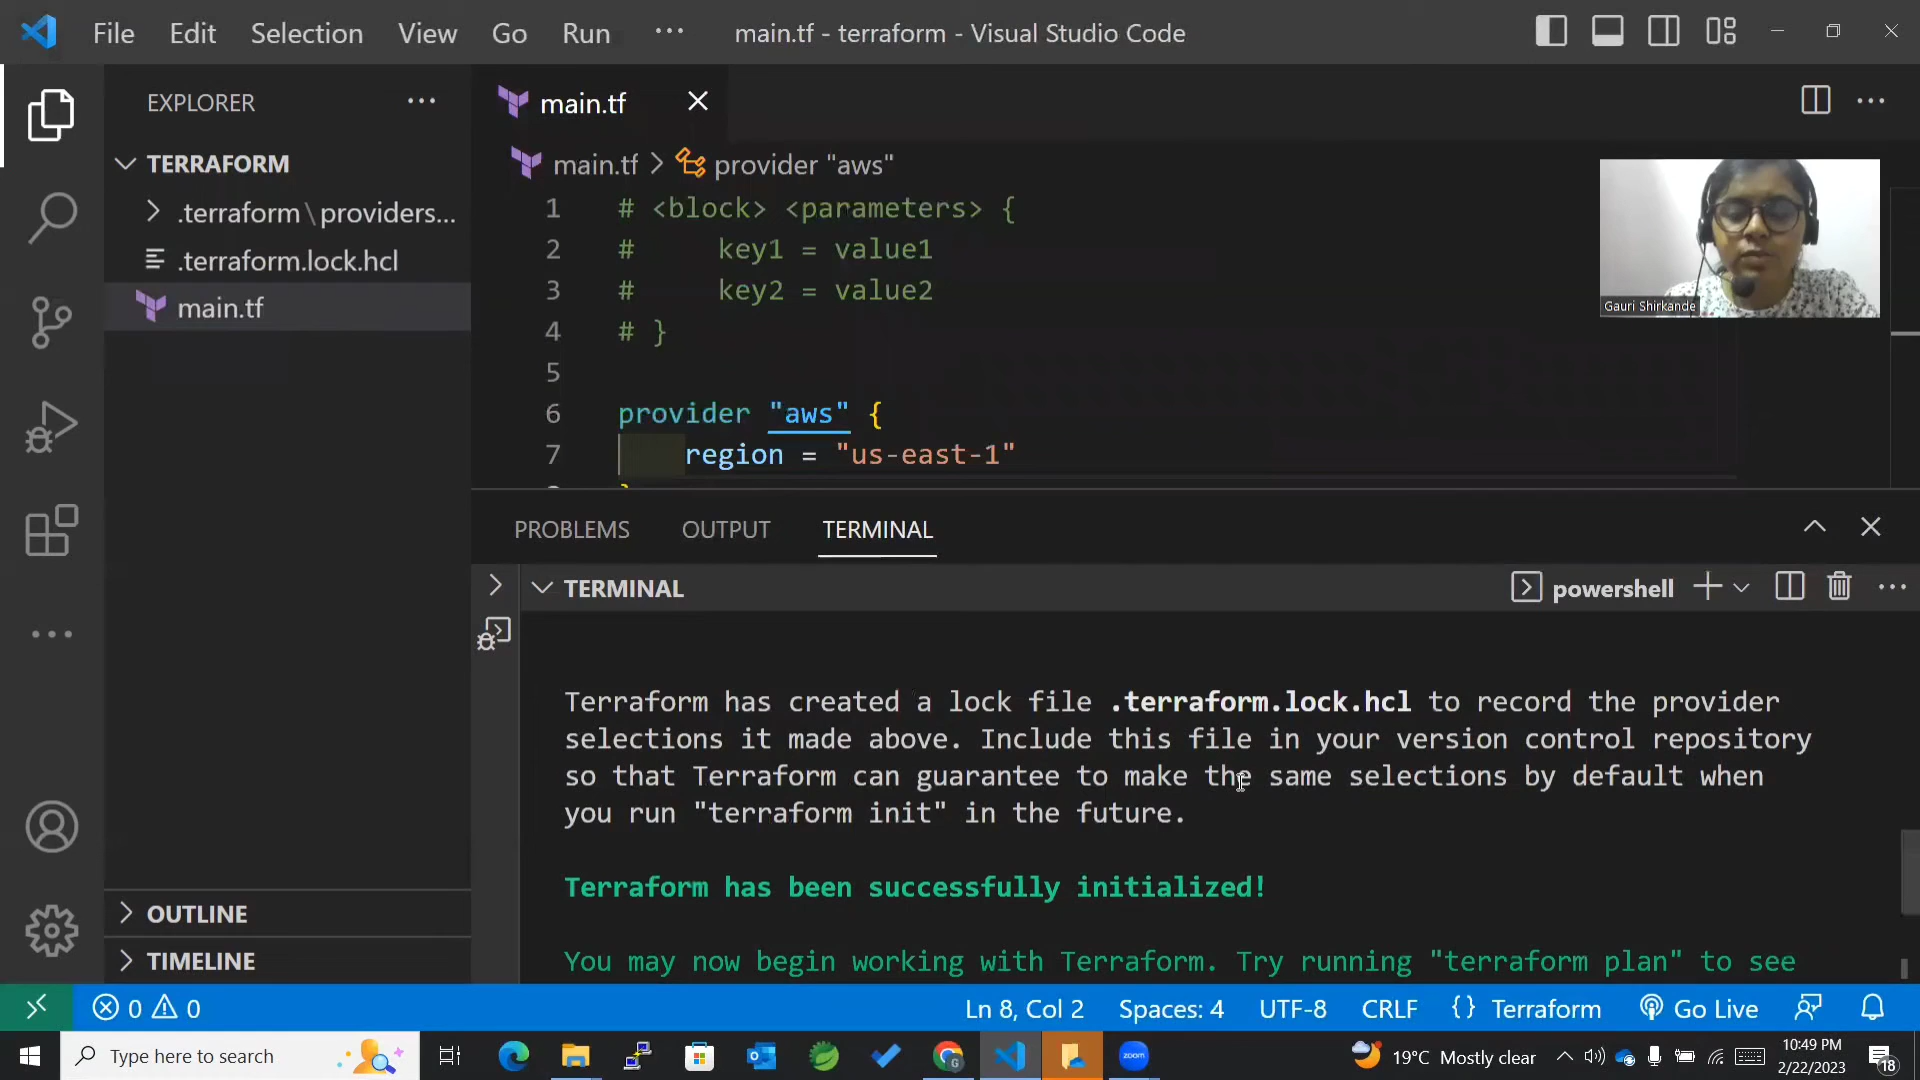 File Edit Selection View Go Run ··· main.tf - terraform - Visual Studio Code
EXPLORER ···
TERRAFORM
.terraform\providers...
.terraform.lock.hcl
main.tf
OUTLINE
TIMELINE
main.tf
main.tf > provider "aws"
1 # <block> <parameters> {
2 #     key1 = value1
3 #     key2 = value2
4 # }
5
6 provider "aws" {
7     region = "us-east-1"
Gauri Shirkande
PROBLEMS OUTPUT TERMINAL
TERMINAL powershell
Terraform has created a lock file .terraform.lock.hcl to record the provider
selections it made above. Include this file in your version control repository
so that Terraform can guarantee to make the same selections by default when
you run "terraform init" in the future.
Terraform has been successfully initialized!
You may now begin working with Terraform. Try running "terraform plan" to see
0 0 Ln 8, Col 2 Spaces: 4 UTF-8 CRLF {} Terraform Go Live
Type here to search
zoom
19°C Mostly clear
10:49 PM
2/22/2023
18